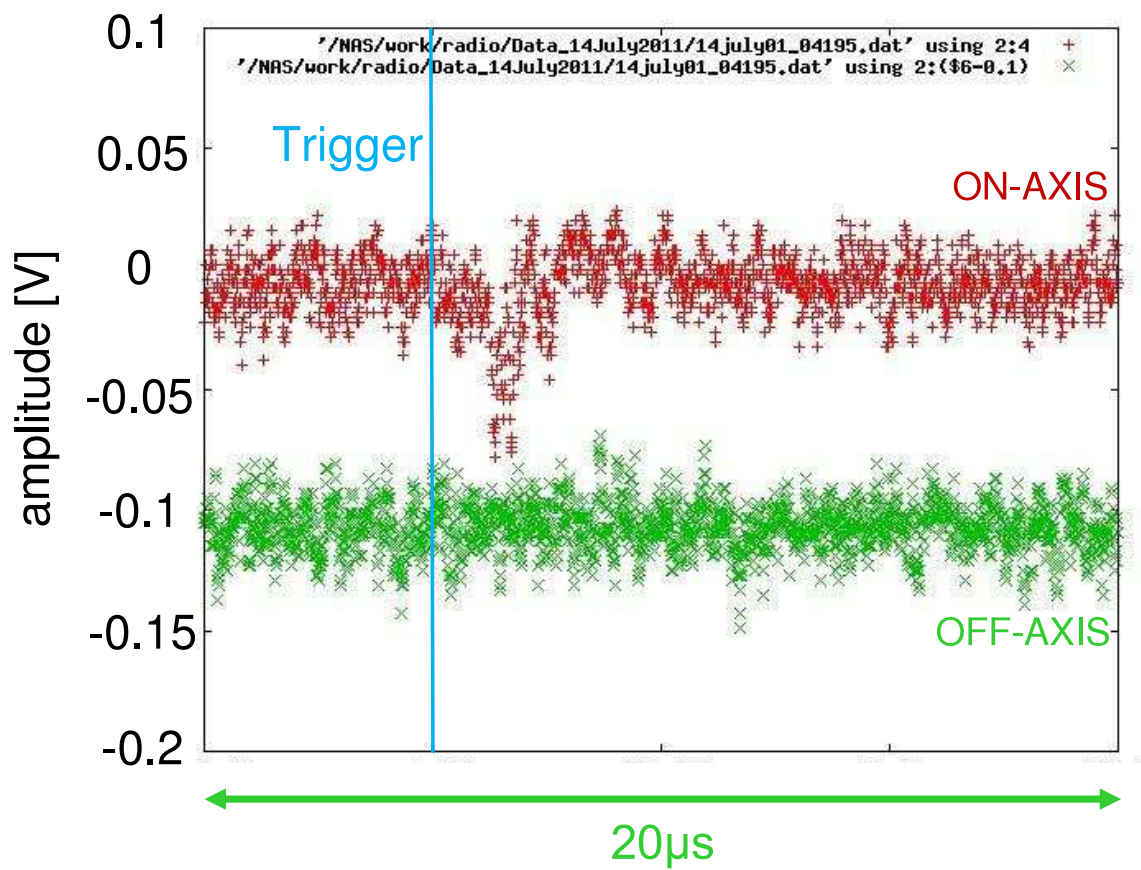 0.1
'/NAS/work/radio/Data_14July2011/14july01_04195.dat' using 2:4
'/NAS/work/radio/Data_14July2011/14july01_04195.dat' using 2:($6-0.1)
Trigger
0.05
ON-AXIS
0
amplitude [V]
-0.05
-0.1
-0.15
OFF-AXIS
-0.2
20µs